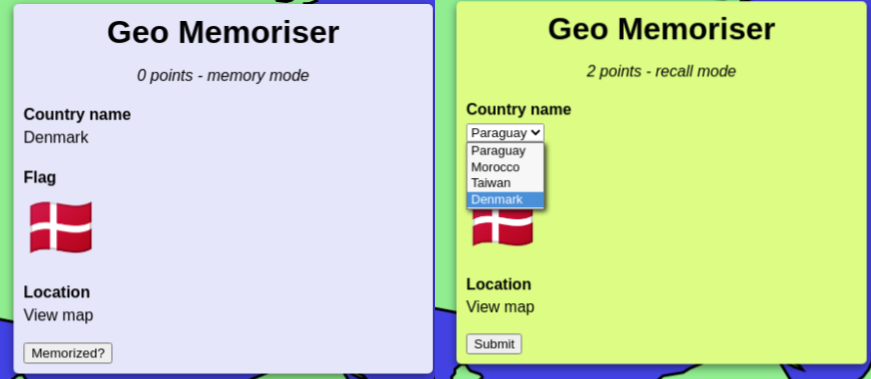 Geo Memoriser
0 points - memory mode
Country name
Denmark
Flag
Location
View map
Memorized?
Geo Memoriser
2 points - recall mode
Country name
Paraguay
Paraguay
Morocco
Taiwan
Denmark
Location
View map
Submit